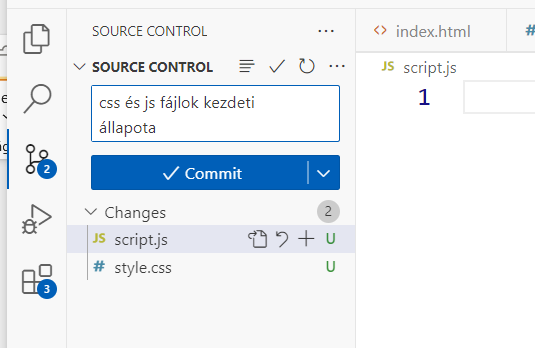 SOURCE CONTROL
SOURCE CONTROL
css és js fájlok kezdeti
állapota
Commit
Changes
2
JS script.js U
# style.css U
2
3
<> index.html
#
JS script.js
1